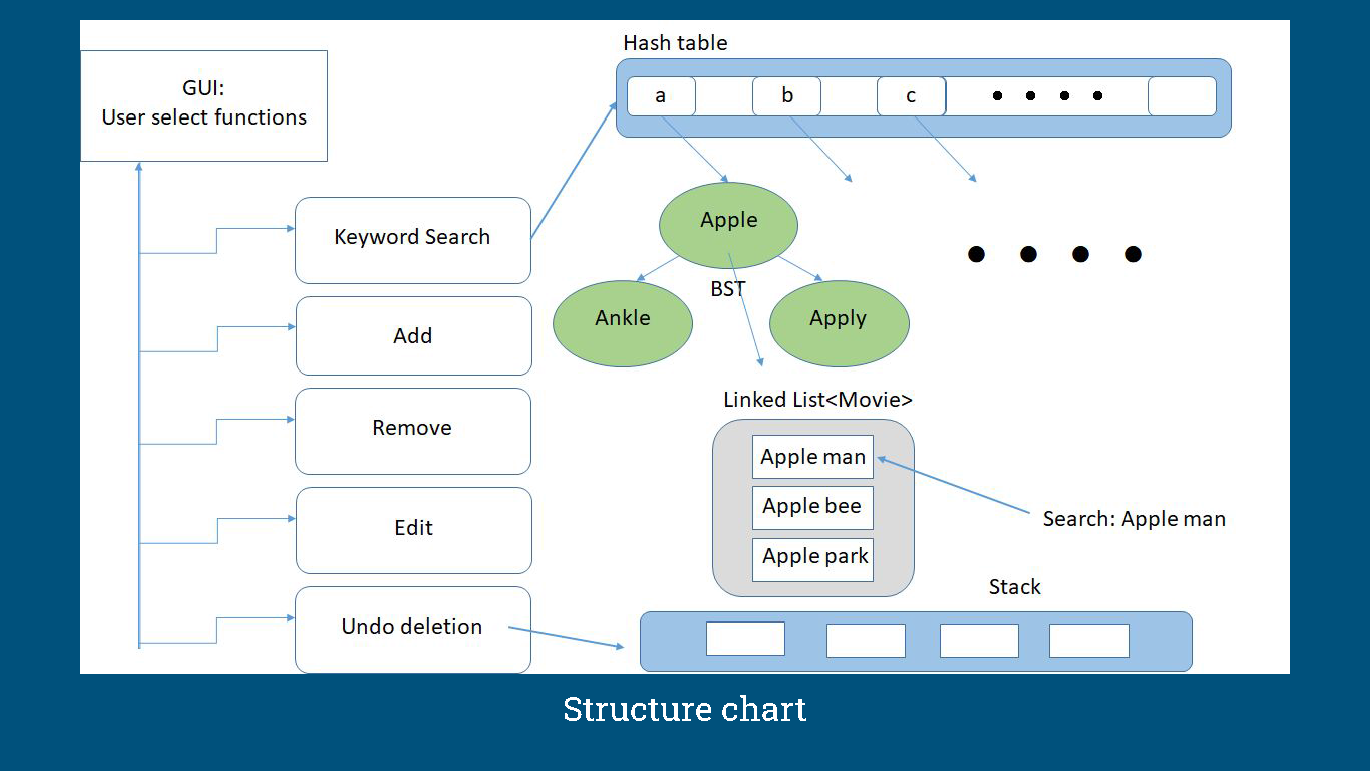 Hash table
GUI:
User select functions
a
b
c
Keyword Search
Apple
BST
Ankle
Apply
Add
Linked List<Movie>
Remove
Apple man
Apple bee
Apple park
Search: Apple man
Edit
Stack
Undo deletion
Structure chart